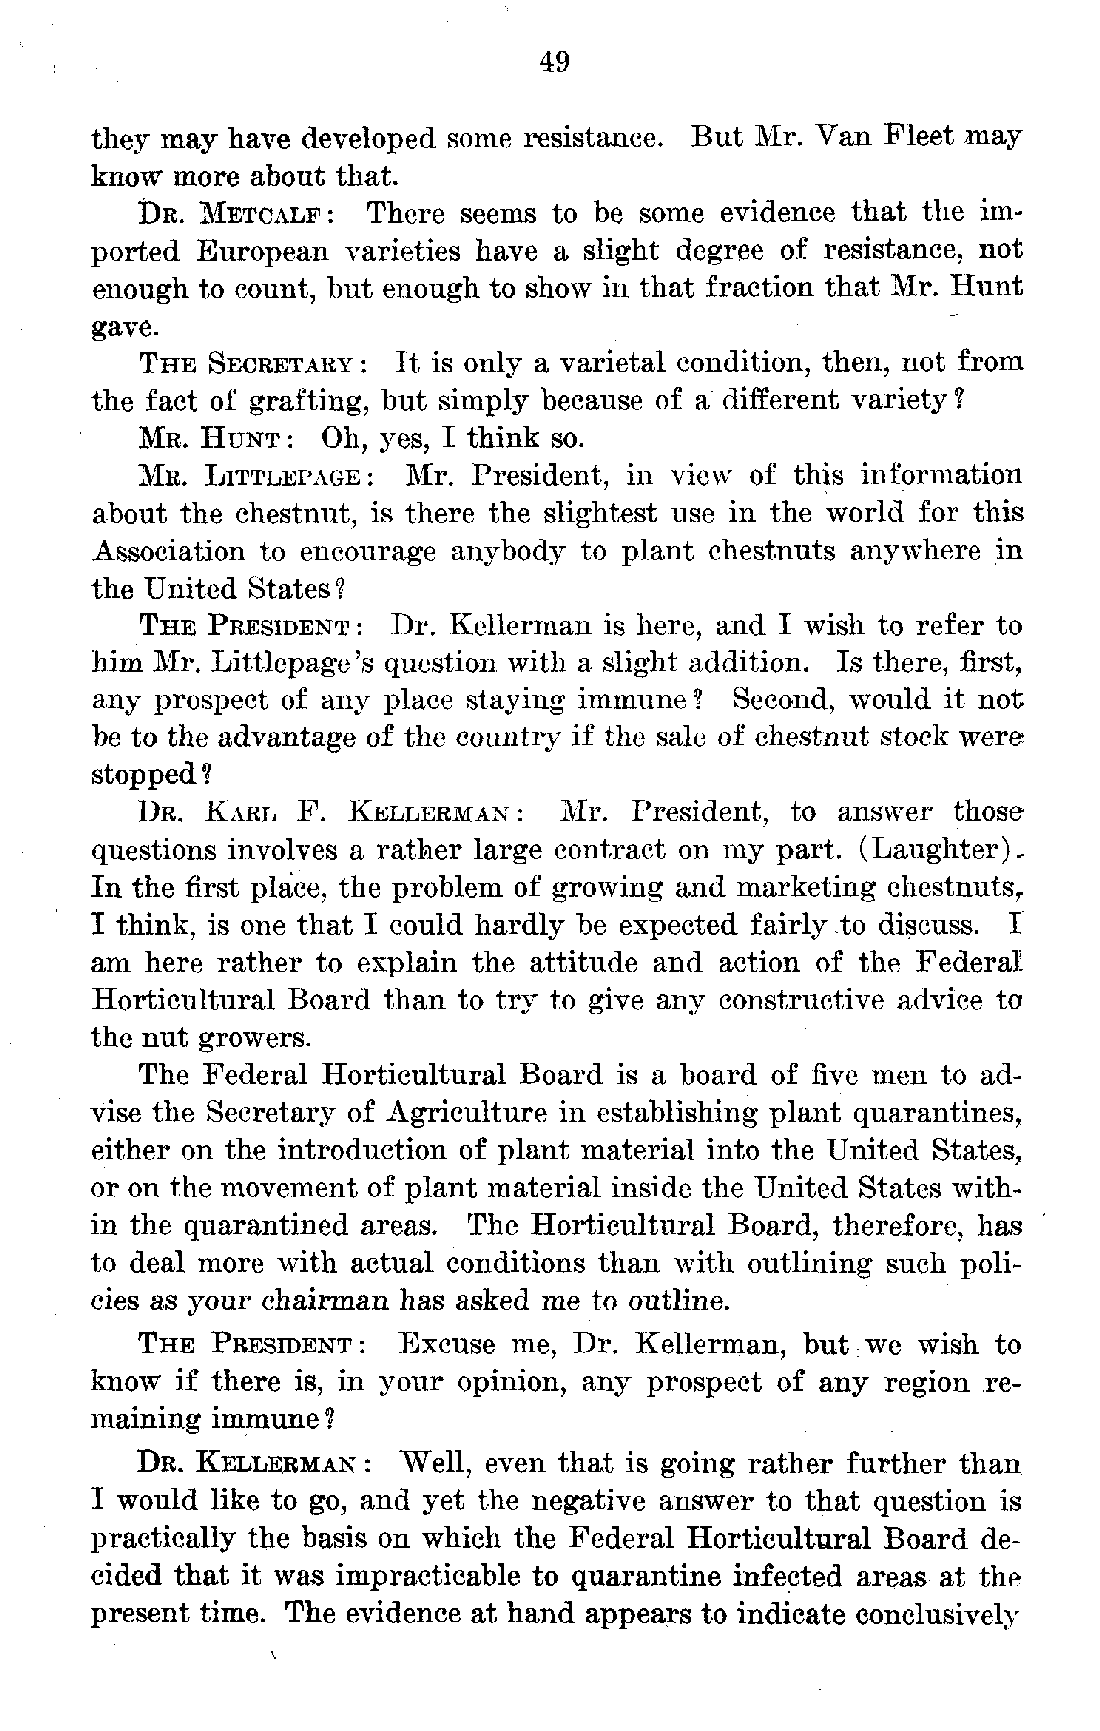 49
they may have developed some resistance. But Mr. Van Fleet may
know more about that.
DR. METCALF: There seems to be some evidence that the im-
ported European varieties have a slight degree of resistance, not
enough to count, but enough to show in that fraction that Mr. Hunt
gave.
THE SECRETARY: It is only a varietal condition, then, not from
the fact of grafting, but simply because of a different variety?
MR. HUNT: Oh, yes, I think so.
MR. LITTLEPAGE: Mr. President, in view of this information
about the chestnut, is there the slightest use in the world for this
Association to encourage anybody to plant chestnuts anywhere in
the United States?
THE PRESIDENT: Dr. Kellerman is here, and I wish to refer to
him Mr. Littlepage's question with a slight addition. Is there, first,
any prospect of any place staying immune? Second, would it not
be to the advantage of the country if the sale of chestnut stock were
stopped?
DR. KARL F. KELLERMAN: Mr. President, to answer those
questions involves a rather large contract on my part. (Laughter).
In the first place, the problem of growing and marketing chestnuts,
I think, is one that I could hardly be expected fairly to discuss. I
am here rather to explain the attitude and action of the Federal
Horticultural Board than to try to give any constructive advice to
the nut growers.
The Federal Horticultural Board is a board of five men to ad-
vise the Secretary of Agriculture in establishing plant quarantines,
either on the introduction of plant material into the United States,
or on the movement of plant material inside the United States with-
in the quarantined areas. The Horticultural Board, therefore, has
to deal more with actual conditions than with outlining such poli-
cies as your chairman has asked me to outline.
THE PRESIDENT: Excuse me, Dr. Kellerman, but we wish to
know if there is, in your opinion, any prospect of any region re-
maining immune?
DR. KELLERMAN: Well, even that is going rather further than
I would like to go, and yet the negative answer to that question is
practically the basis on which the Federal Horticultural Board de-
cided that it was impracticable to quarantine infected areas at the
present time. The evidence at hand appears to indicate conclusively